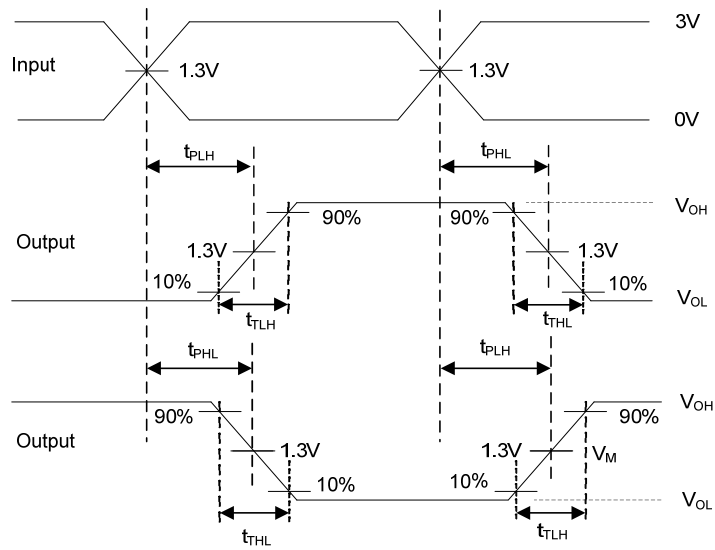 3V
Input
1.3V 1.3V
0V
tPLH tPHL
VOH
90% 90%
Output
1.3V 1.3V
10% 10%
VOL
tTLH tTHL
tPHL tPLH
VOH
90% 90%
Output
1.3V 1.3V VM
10% 10%
VOL
tTHL tTLH